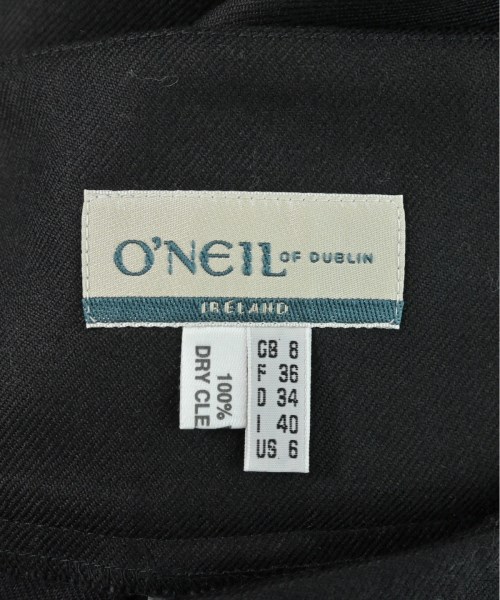 O'NEIL OF DUBLIN
IRELAND
100%
DRY CLE
GB 8
F 36
D 34
I 40
US 6